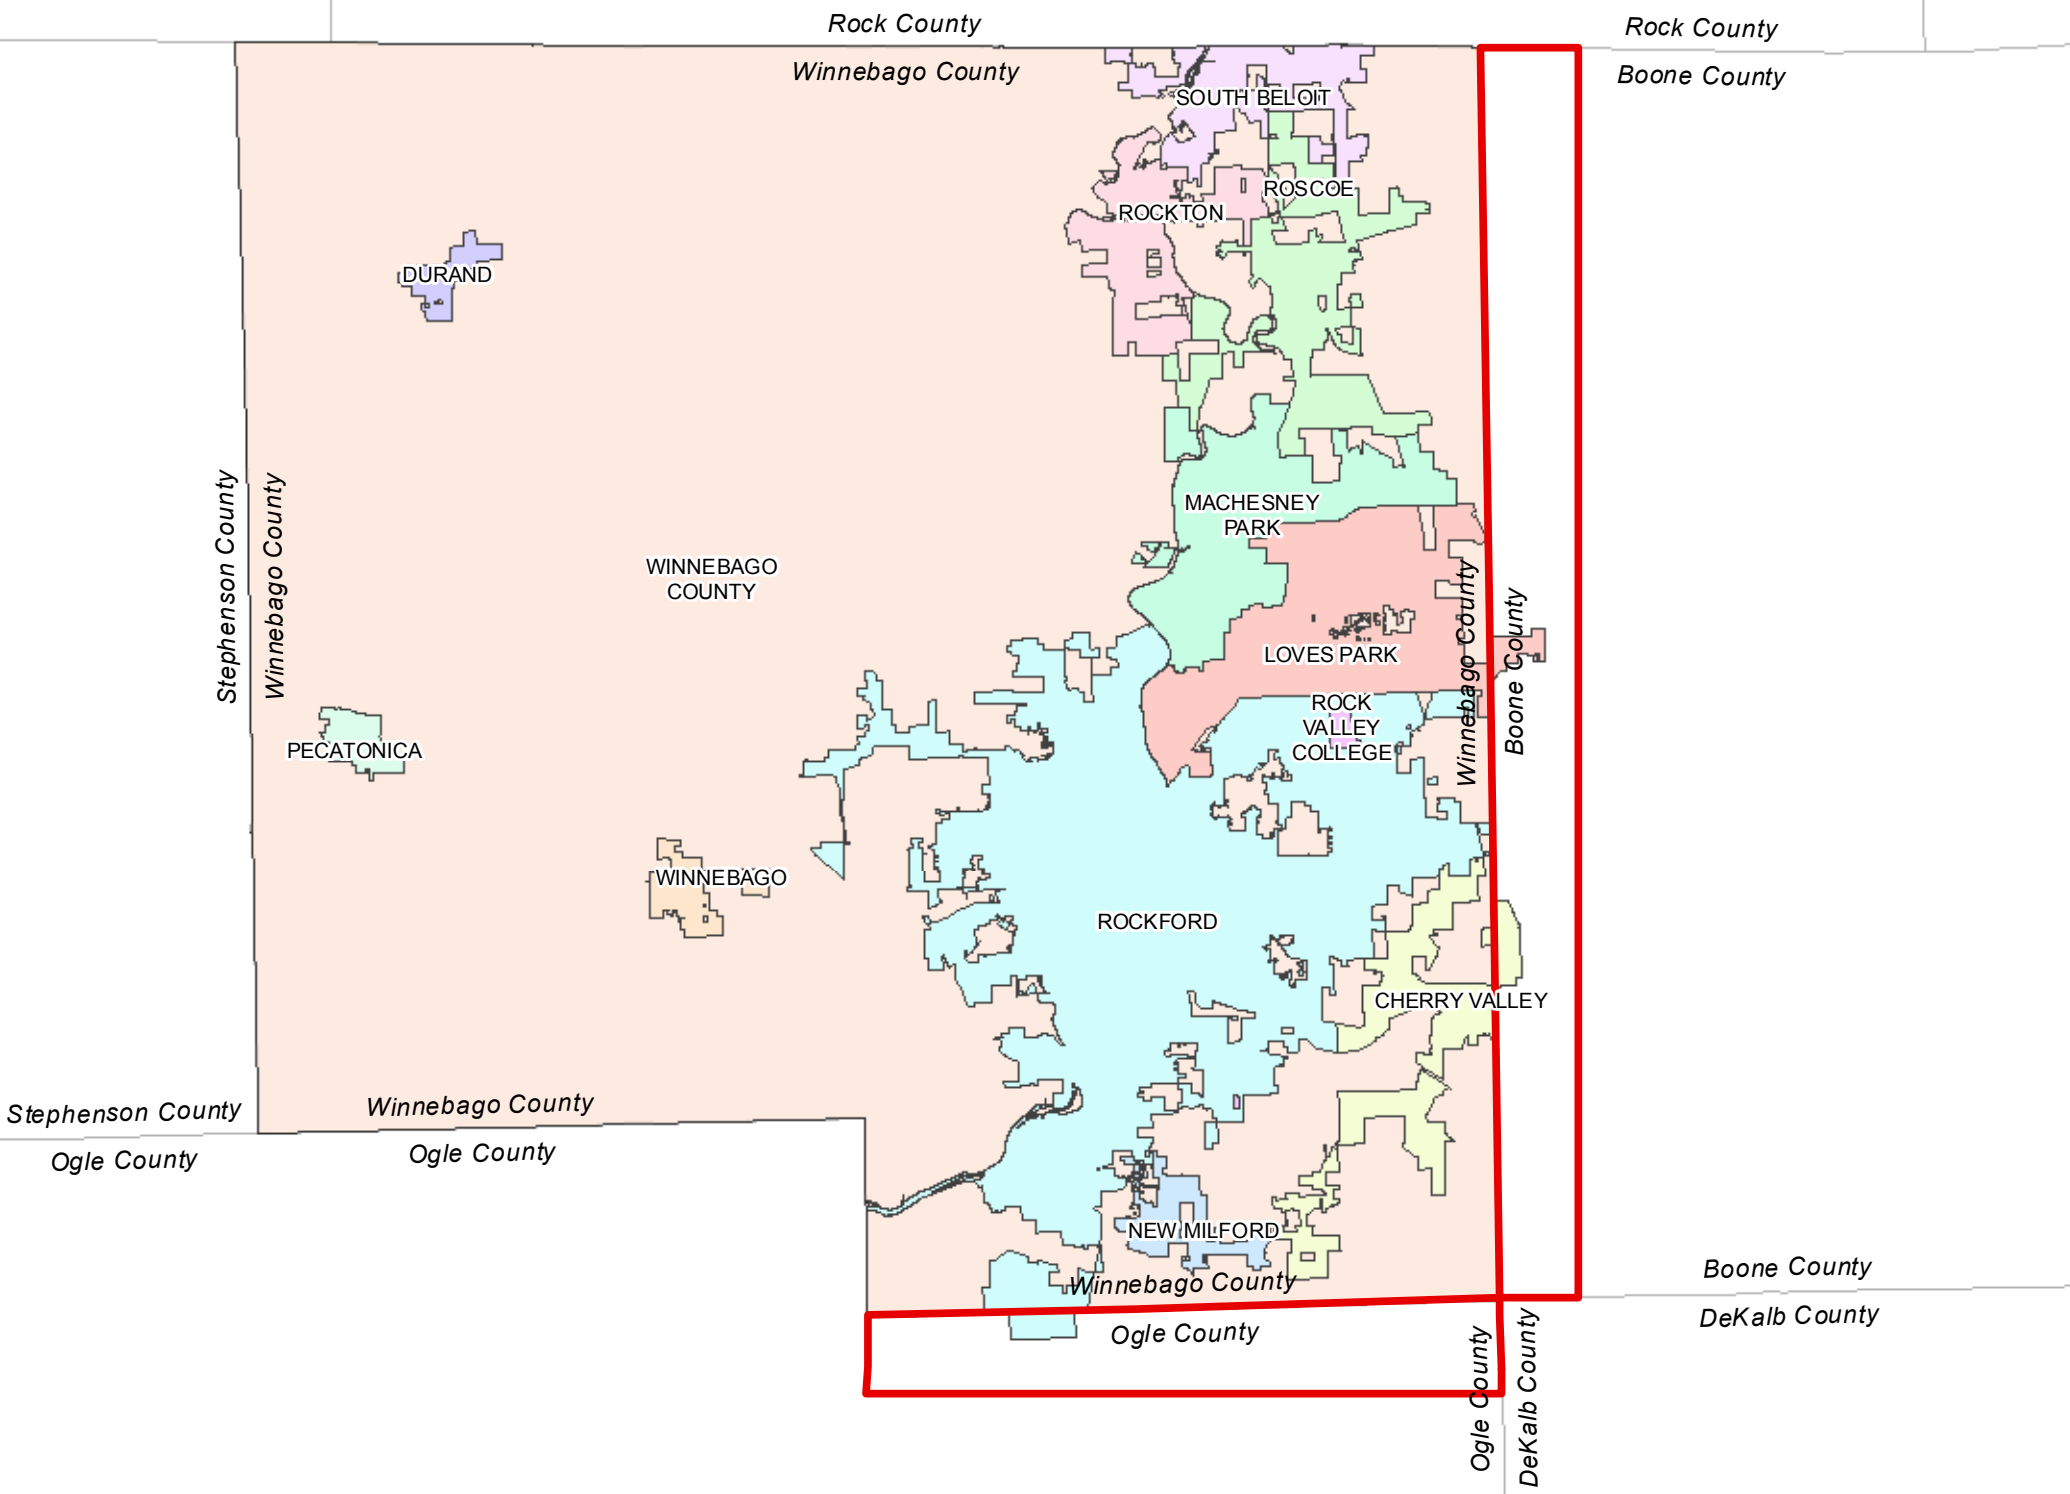 Rock County
Rock County
Winnebago County
Boone County
SOUTH BELOIT
ROSCOE
ROCKTON
DURAND
MACHESNEY
PARK
WINNEBAGO
COUNTY
Stephenson County
Winnebago County
Winnebago County
Boone County
LOVES PARK
ROCK
VALLEY
COLLEGE
PECATONICA
WINNEBAGO
ROCKFORD
CHERRY VALLEY
Stephenson County
Winnebago County
Ogle County
Ogle County
NEW MILFORD
Winnebago County
Boone County
Ogle County
DeKalb County
Ogle County
DeKalb County